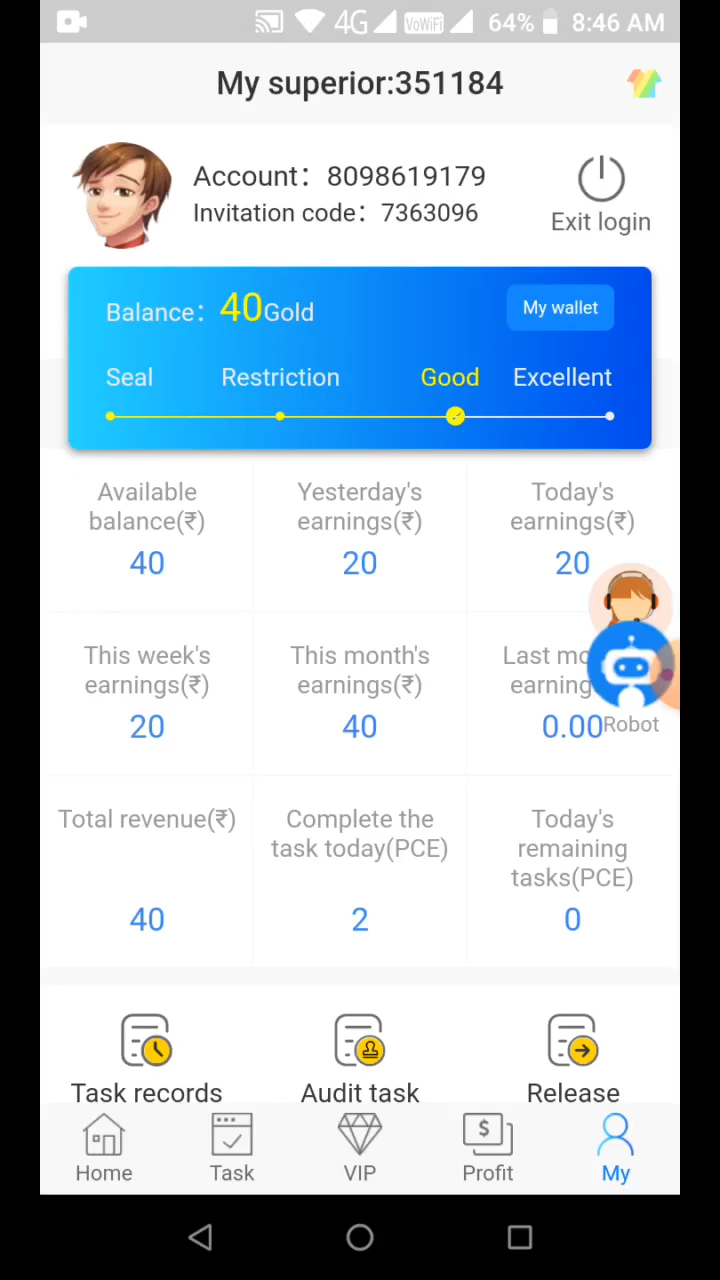 4G VoWiFi 64% 8:46 AM
My superior:351184
Account: 8098619179
Invitation code: 7363096
Exit login
Balance: 40Gold
My wallet
Seal Restriction Good Excellent
Available balance(₹)
40
Yesterday's earnings(₹)
20
Today's earnings(₹)
20
This week's earnings(₹)
20
This month's earnings(₹)
40
Last mo
earning
0.00
Robot
Total revenue(₹)
40
Complete the
task today(PCE)
2
Today's
remaining
tasks(PCE)
0
Task records
Audit task
Release
Home Task VIP Profit My